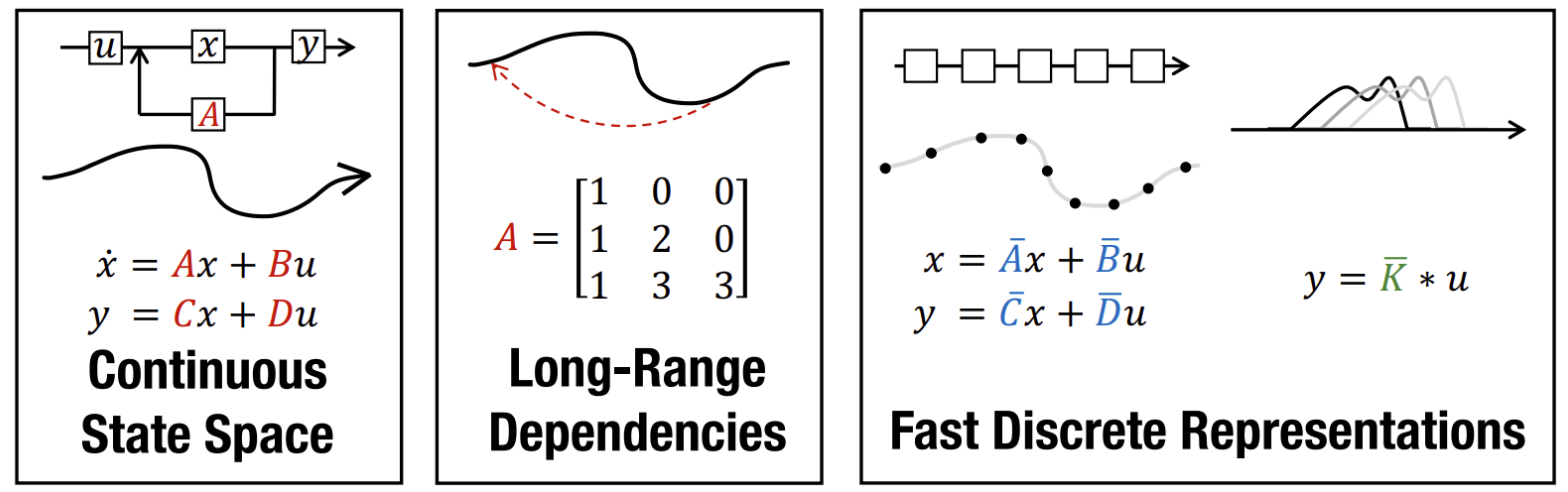 u x y
A
ẋ = Ax + Bu
y = Cx + Du
Continuous
State Space
A = [1 0 0
1 2 0
1 3 3]
Long-Range
Dependencies
x = A̅x + B̅u
y = C̅x + D̅u
y = K̅ * u
Fast Discrete Representations